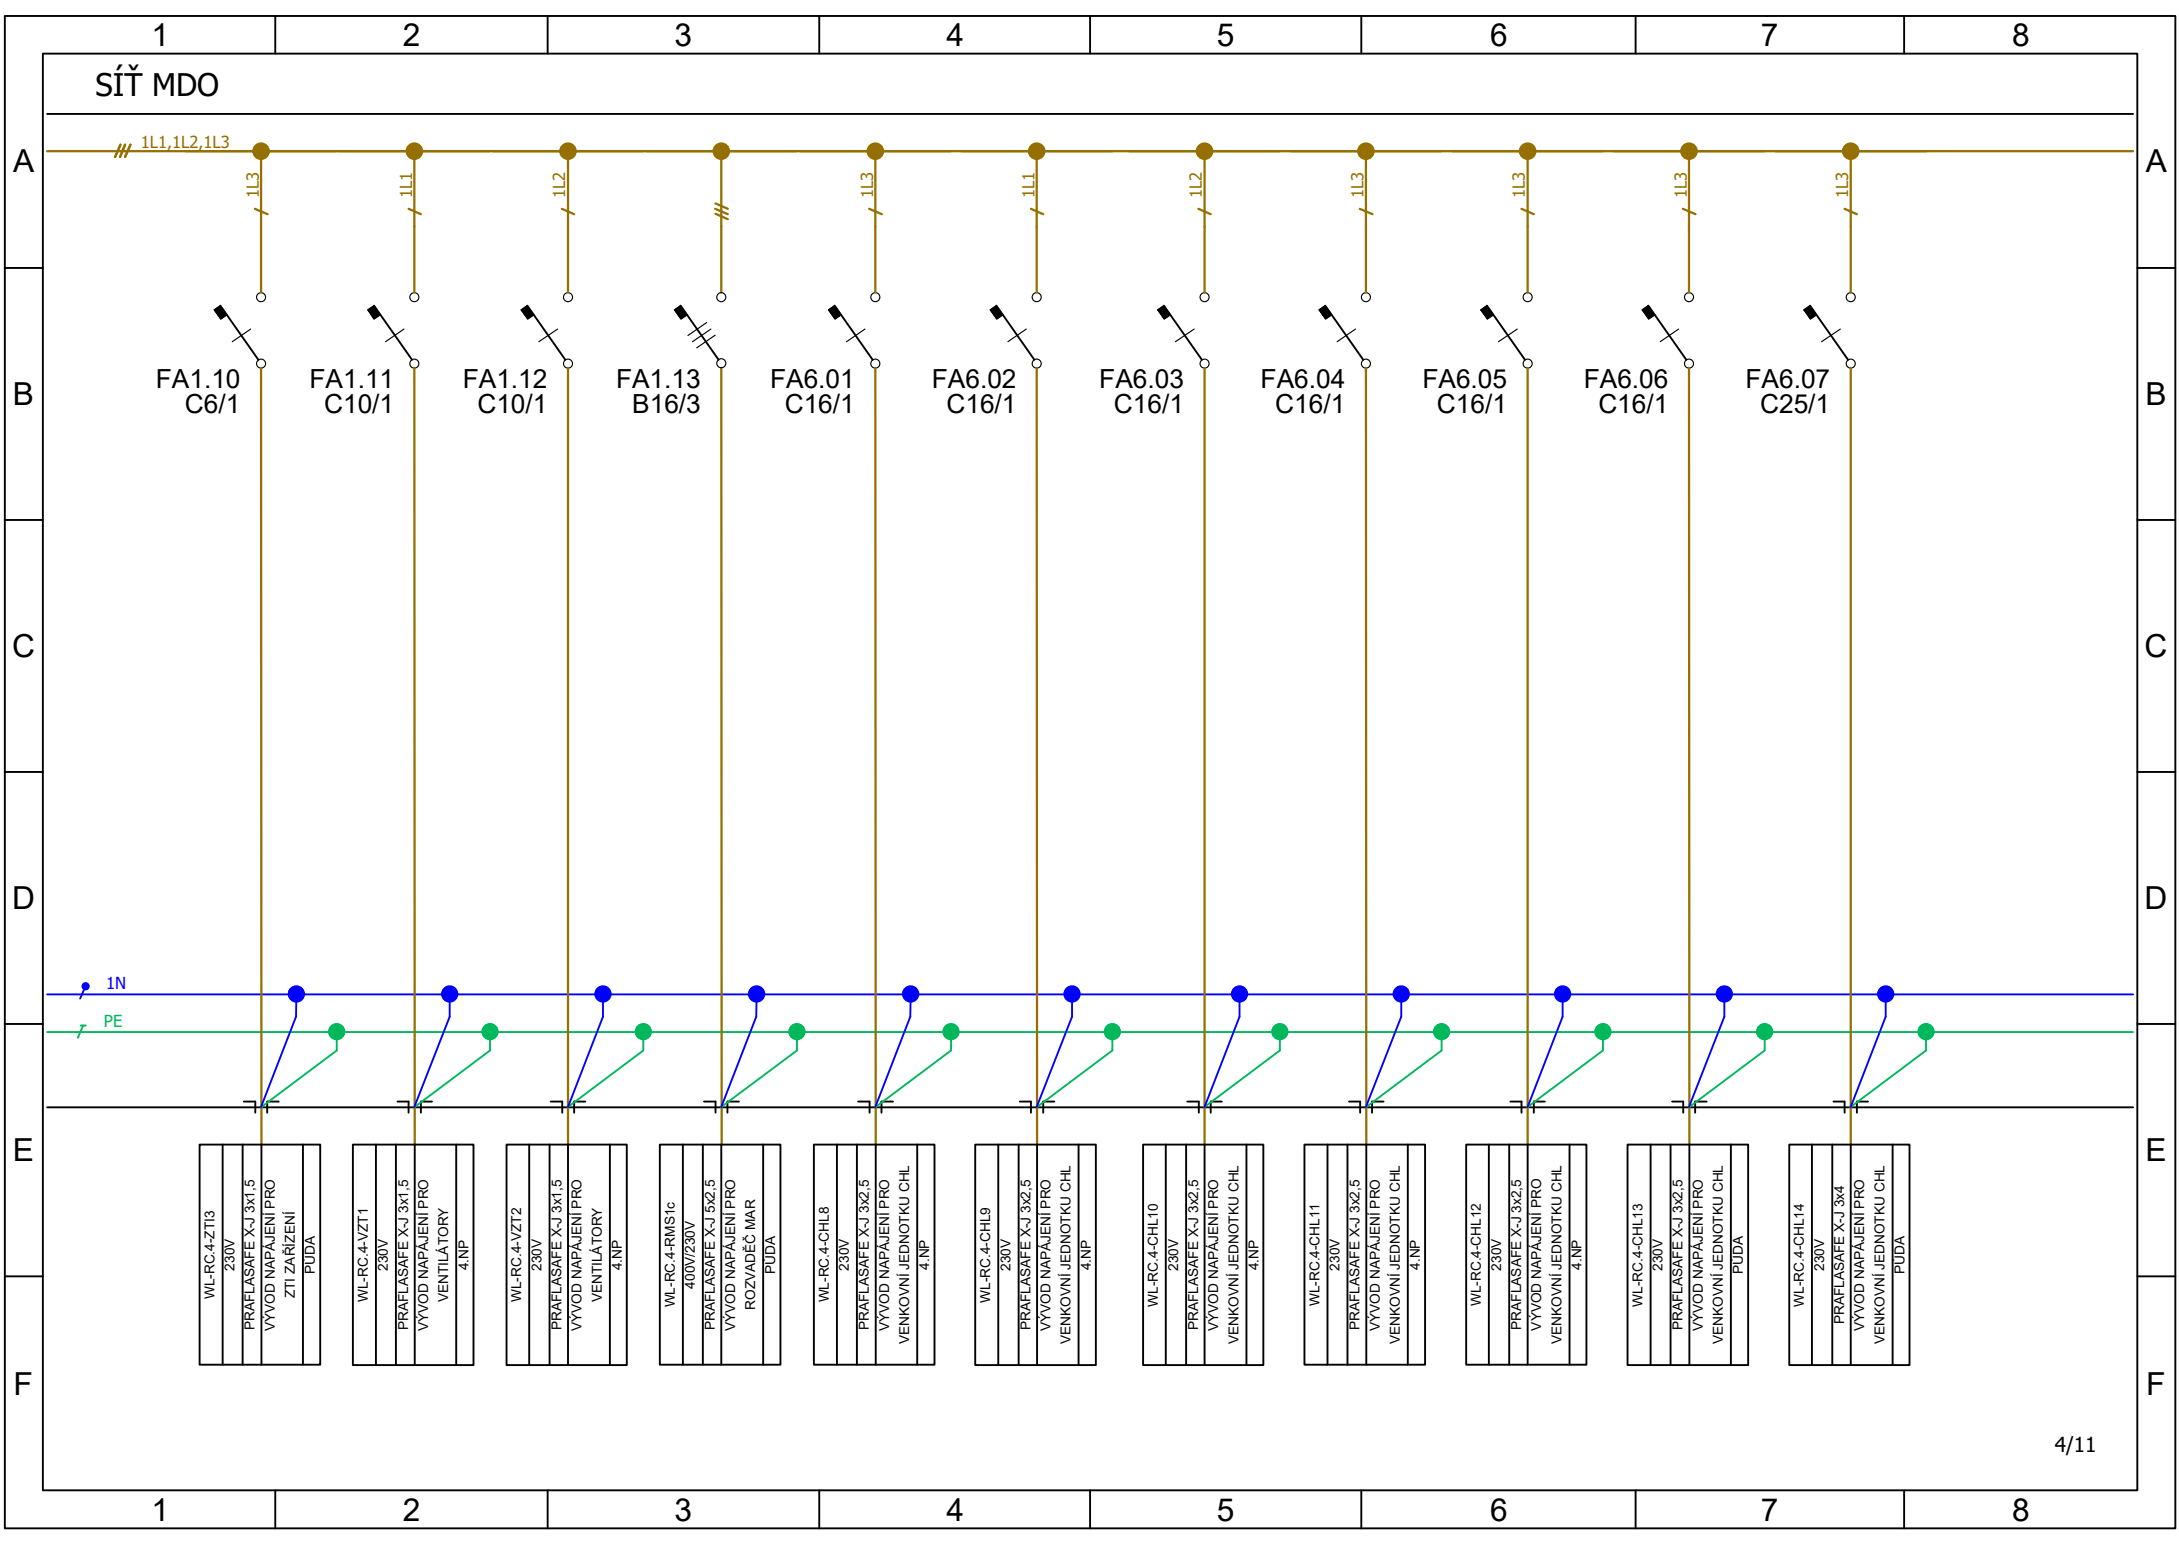 1 2 3 4 5 6 7 8
SÍŤ MDO
A A
1L1,1L2,1L3
1L3 1L1 1L2 1L3 1L1 1L2 1L3 1L3 1L3 1L3
B B
FA1.10
C6/1
FA1.11
C10/1
FA1.12
C10/1
FA1.13
B16/3
FA6.01
C16/1
FA6.02
C16/1
FA6.03
C16/1
FA6.04
C16/1
FA6.05
C16/1
FA6.06
C16/1
FA6.07
C25/1
C C
D D
1N
PE
E E
WL-RC.4-ZTI3
230V
PRAFLASAFE X-J 3x1,5
VÝVOD NAPÁJENÍ PRO
ZTI ZAŘÍZENÍ
PUDA
WL-RC.4-VZT1
230V
PRAFLASAFE X-J 3x1,5
VÝVOD NAPÁJENÍ PRO
VENTILÁTORY
4.NP
WL-RC.4-VZT2
230V
PRAFLASAFE X-J 3x1,5
VÝVOD NAPÁJENÍ PRO
VENTILÁTORY
4.NP
WL-RC.4-RMS1c
400V/230V
PRAFLASAFE X-J 5x2,5
VÝVOD NAPÁJENÍ PRO
ROZVADĚČ MAR
PUDA
WL-RC.4-CHL8
230V
PRAFLASAFE X-J 3x2,5
VÝVOD NAPÁJENÍ PRO
VENKOVNÍ JEDNOTKU CHL
4.NP
WL-RC.4-CHL9
230V
PRAFLASAFE X-J 3x2,5
VÝVOD NAPÁJENÍ PRO
VENKOVNÍ JEDNOTKU CHL
4.NP
WL-RC.4-CHL10
230V
PRAFLASAFE X-J 3x2,5
VÝVOD NAPÁJENÍ PRO
VENKOVNÍ JEDNOTKU CHL
4.NP
WL-RC.4-CHL11
230V
PRAFLASAFE X-J 3x2,5
VÝVOD NAPÁJENÍ PRO
VENKOVNÍ JEDNOTKU CHL
4.NP
WL-RC.4-CHL12
230V
PRAFLASAFE X-J 3x2,5
VÝVOD NAPÁJENÍ PRO
VENKOVNÍ JEDNOTKU CHL
4.NP
WL-RC.4-CHL13
230V
PRAFLASAFE X-J 3x2,5
VÝVOD NAPÁJENÍ PRO
VENKOVNÍ JEDNOTKU CHL
PUDA
WL-RC.4-CHL14
230V
PRAFLASAFE X-J 3x4
VÝVOD NAPÁJENÍ PRO
VENKOVNÍ JEDNOTKU CHL
PUDA
F F
4/11
1 2 3 4 5 6 7 8